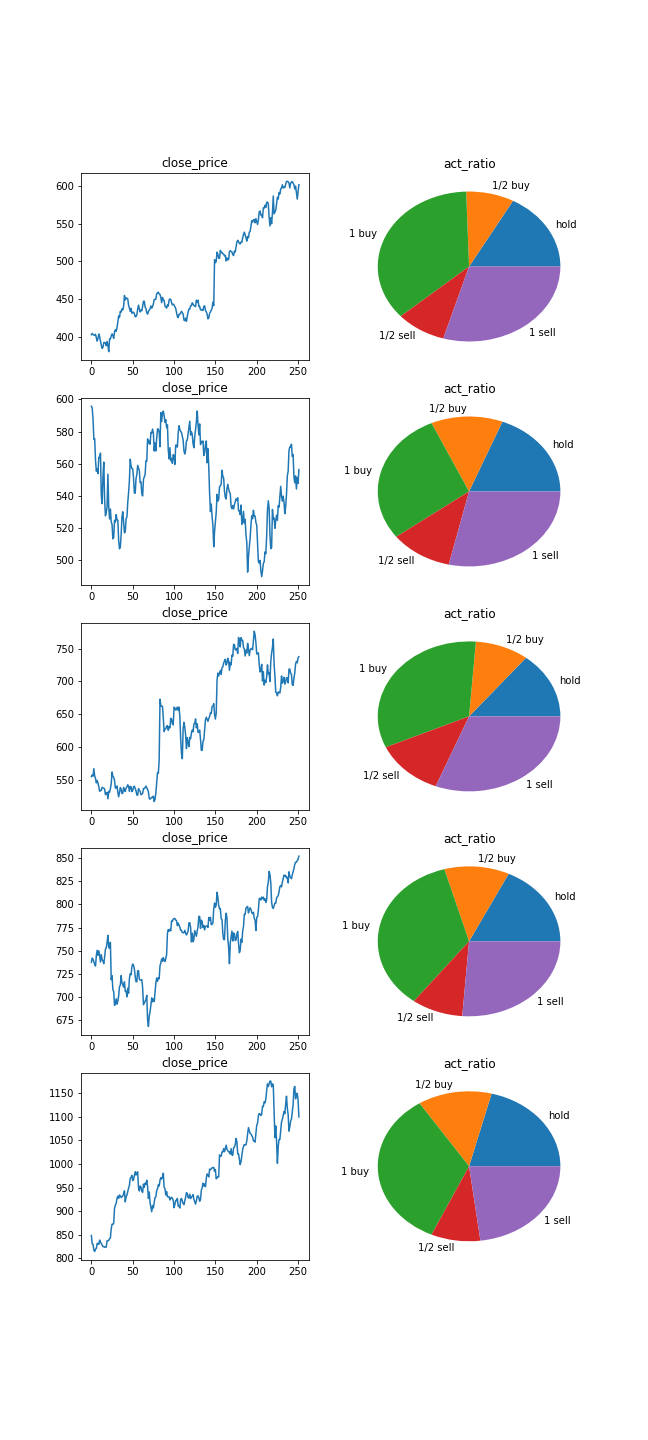 close_price
600
550
500
450
400
0 50 100 150 200 250
act_ratio
1/2 buy
hold
1 buy
1/2 sell
1 sell
close_price
600
580
560
540
520
500
0 50 100 150 200 250
act_ratio
1/2 buy
hold
1 buy
1/2 sell
1 sell
close_price
750
700
650
600
550
0 50 100 150 200 250
act_ratio
1/2 buy
1 buy
hold
1/2 sell
1 sell
close_price
850
825
800
775
750
725
700
675
0 50 100 150 200 250
act_ratio
1/2 buy
hold
1 buy
1 sell
1/2 sell
close_price
1150
1100
1050
1000
950
900
850
800
0 50 100 150 200 250
act_ratio
1/2 buy
hold
1 buy
1 sell
1/2 sell